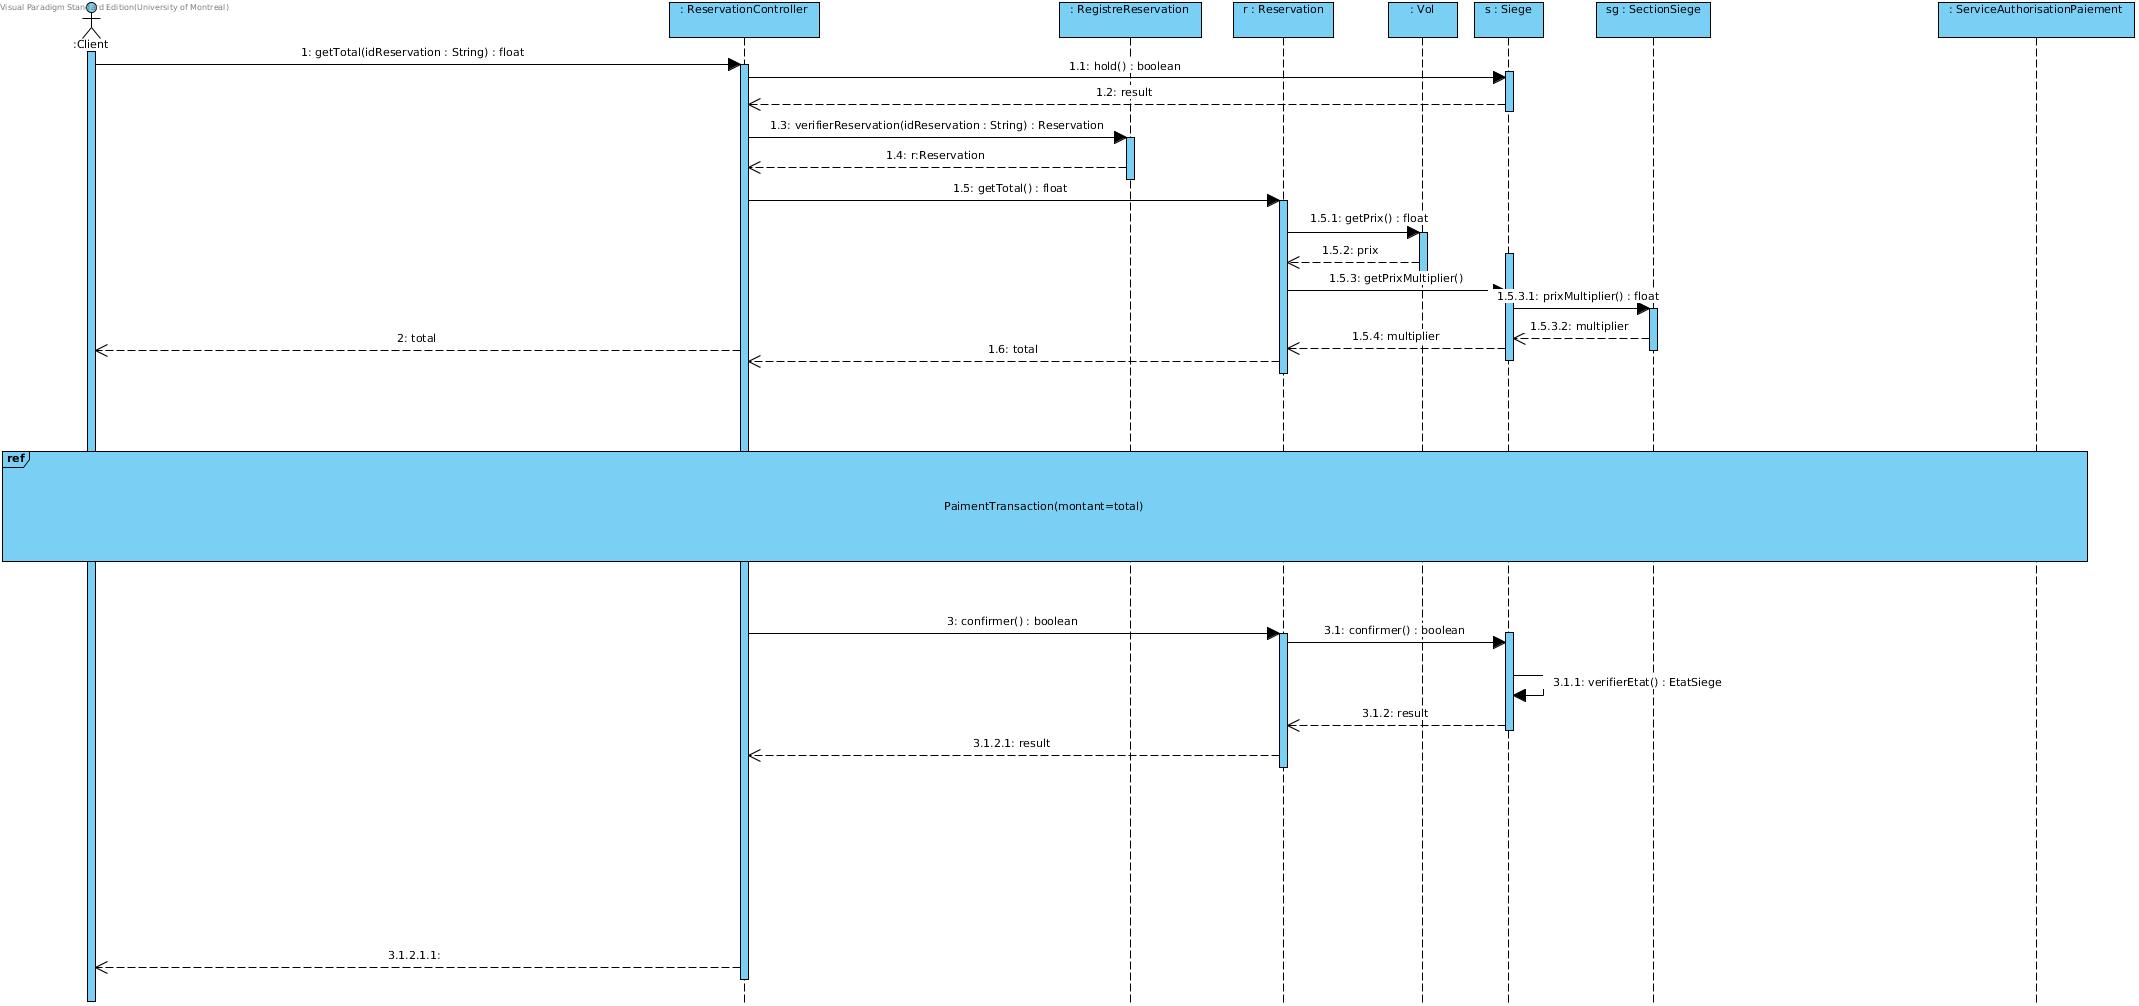 Visual Paradigm Standard Edition(University of Montreal)
:Client
: ReservationController
: RegistreReservation
r : Reservation
: Vol
s : Siege
sg : SectionSiege
: ServiceAuthorisationPaiement
1: getTotal(idReservation : String) : float
1.1: hold() : boolean
1.2: result
1.3: verifierReservation(idReservation : String) : Reservation
1.4: r:Reservation
1.5: getTotal() : float
1.5.1: getPrix() : float
1.5.2: prix
1.5.3: getPrixMultiplier()
1.5.3.1: prixMultiplier() : float
1.5.3.2: multiplier
1.5.4: multiplier
2: total
1.6: total
ref
PaimentTransaction(montant=total)
3: confirmer() : boolean
3.1: confirmer() : boolean
3.1.1: verifierEtat() : EtatSiege
3.1.2: result
3.1.2.1: result
3.1.2.1.1: